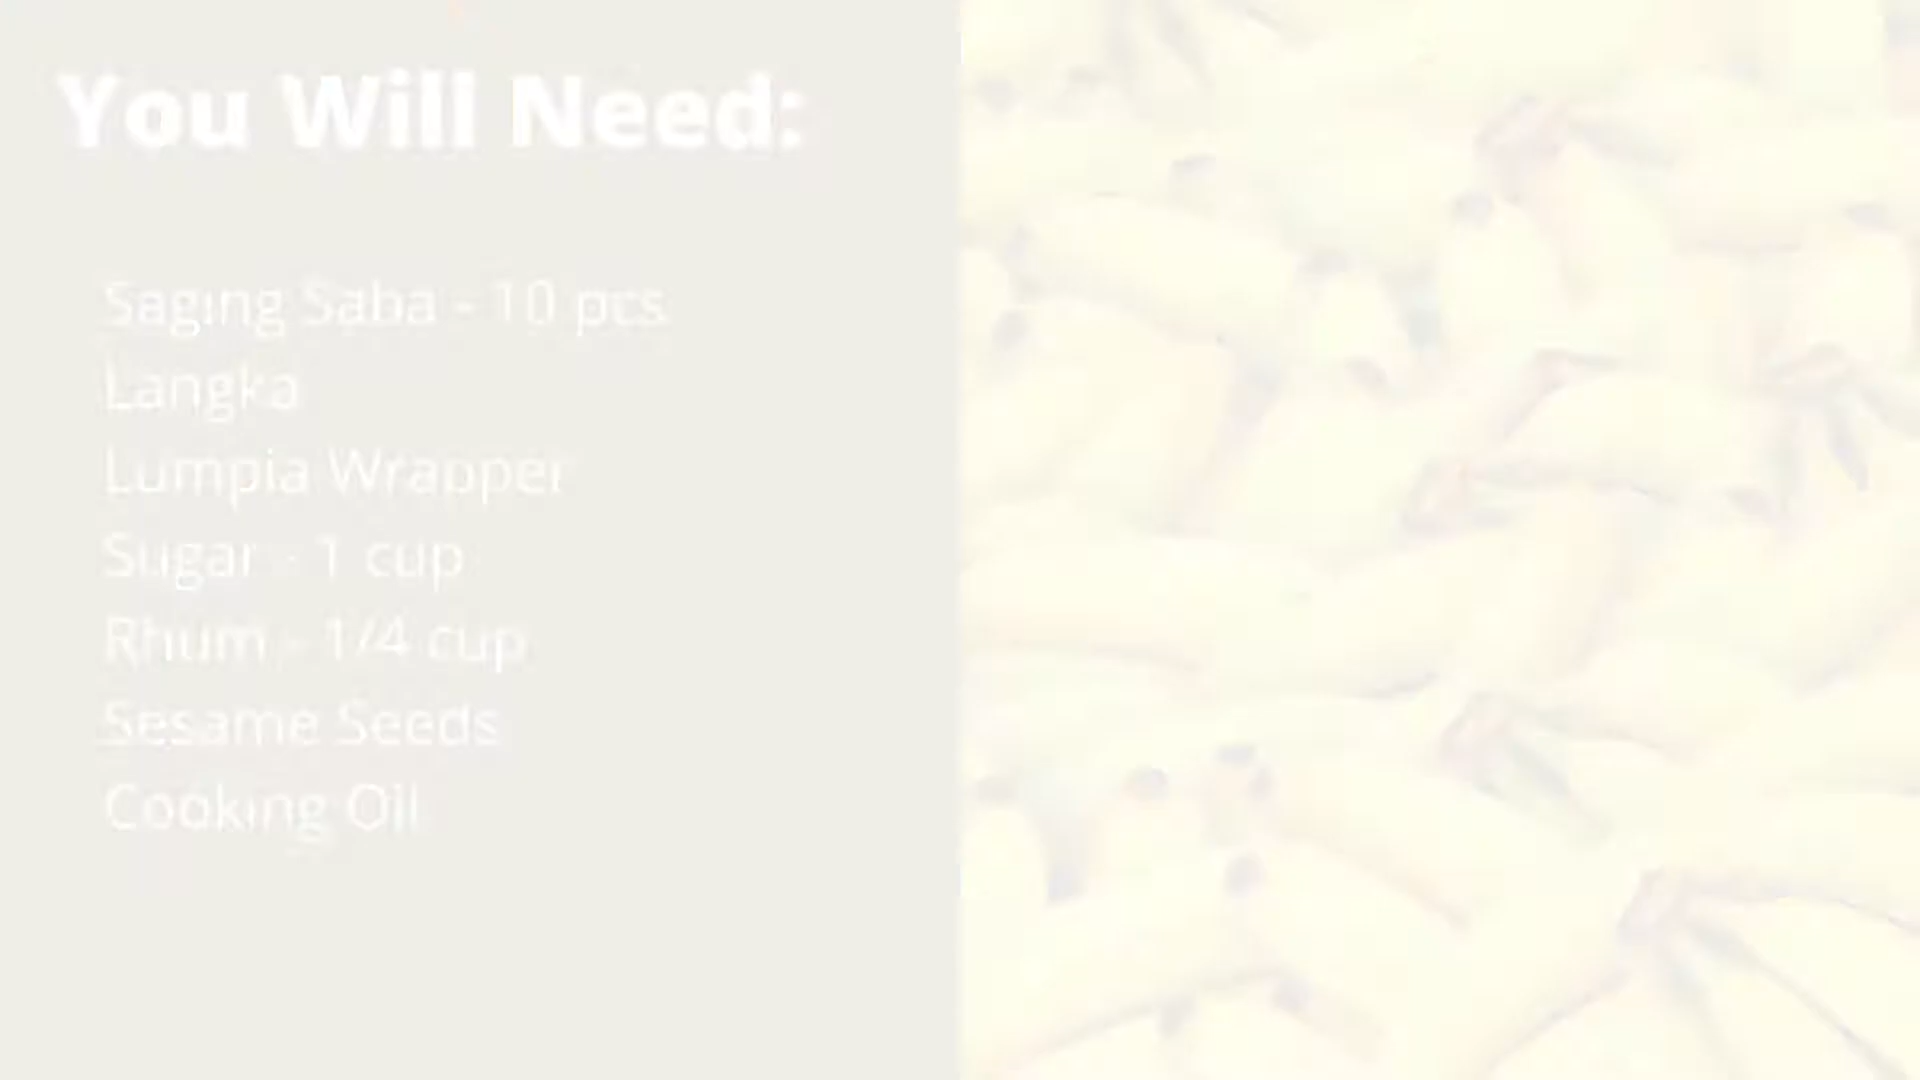 You Will Need:
Saging Saba - 10 pcs
Langka
Lumpia Wrapper
Sugar - 1 cup
Rhum - 1/4 cup
Sesame Seeds
Cooking Oil